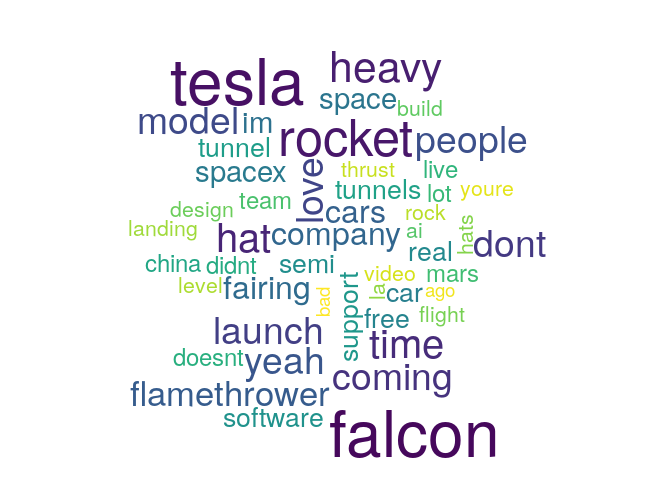 tesla
heavy
space
build
model
im
rocket
people
tunnel
spacex
love
thrust
live
tunnels
lot
youre
team
design
cars
rock
landing
hat
company
ai
hats
real
dont
china
didnt
semi
video
mars
level
fairing
bad
support
la
car
ago
free
flight
launch
time
doesnt
yeah
coming
flamethrower
software
falcon